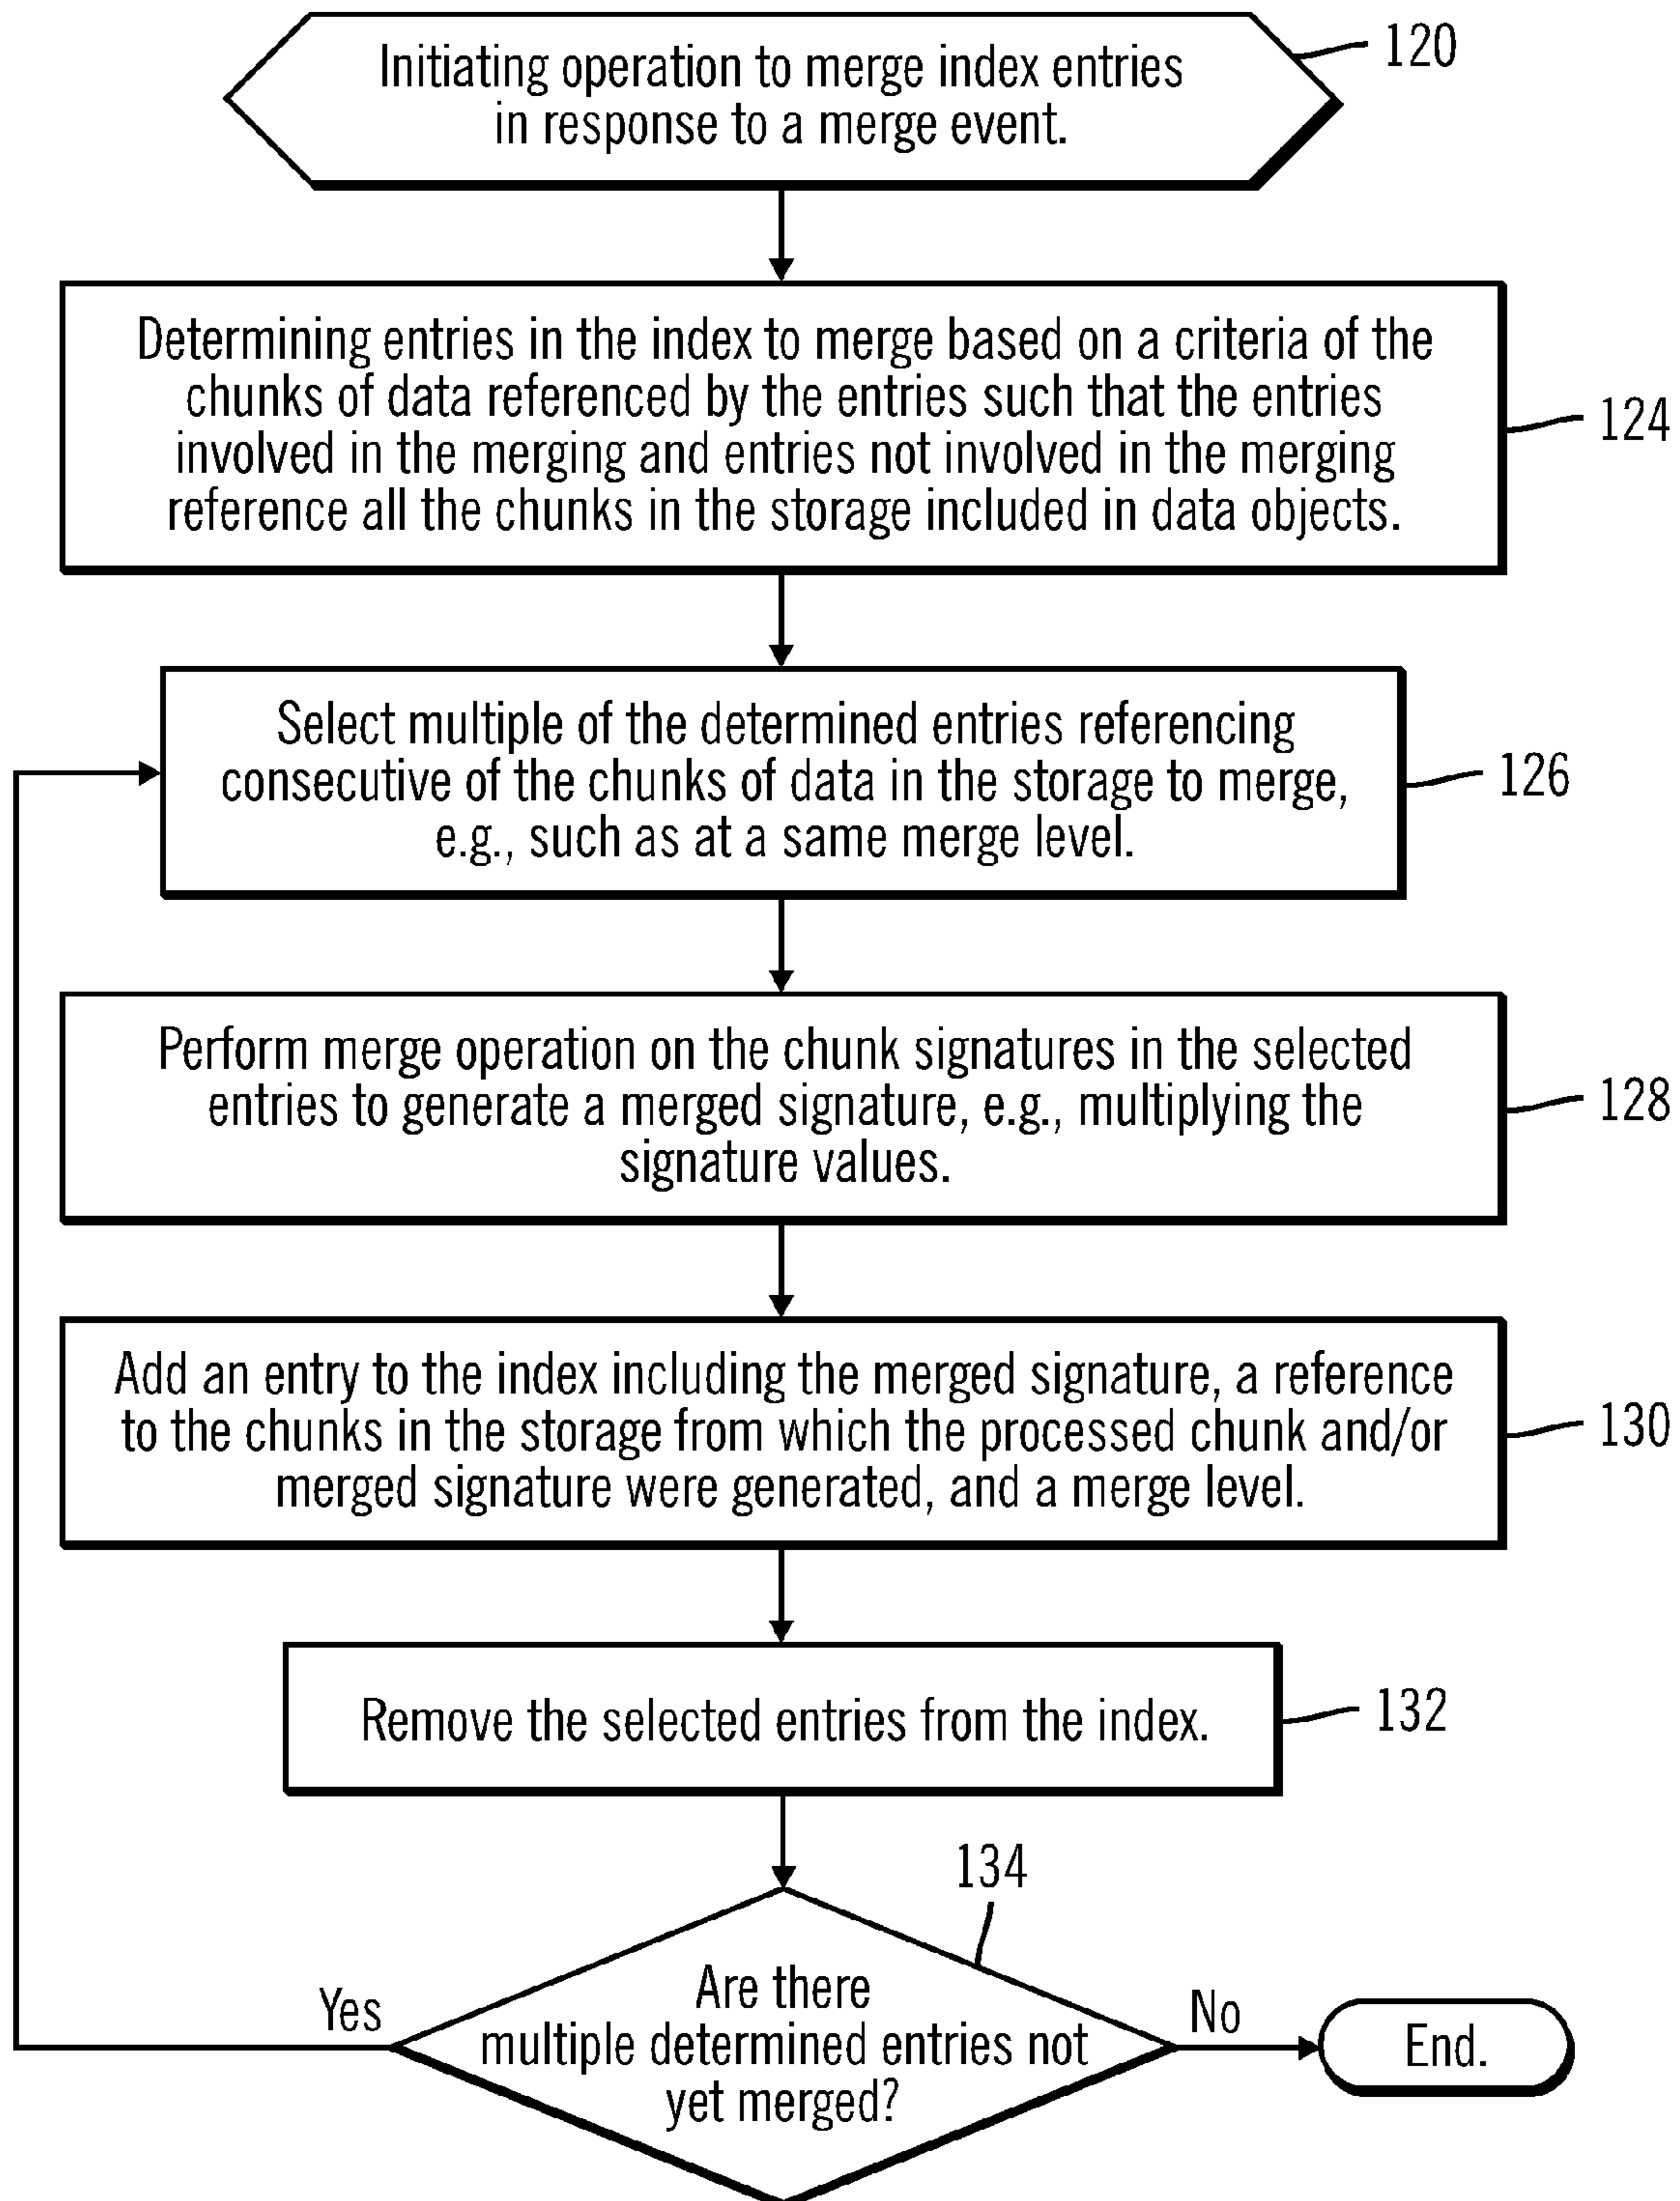 Initiating operation to merge index entries
in response to a merge event.
120
Determining entries in the index to merge based on a criteria of the
chunks of data referenced by the entries such that the entries
involved in the merging and entries not involved in the merging
reference all the chunks in the storage included in data objects.
124
Select multiple of the determined entries referencing
consecutive of the chunks of data in the storage to merge,
e.g., such as at a same merge level.
126
Perform merge operation on the chunk signatures in the selected
entries to generate a merged signature, e.g., multiplying the
signature values.
128
Add an entry to the index including the merged signature, a reference
to the chunks in the storage from which the processed chunk and/or
merged signature were generated, and a merge level.
130
Remove the selected entries from the index.
132
134
Are there
multiple determined entries not
yet merged?
Yes
No
End.